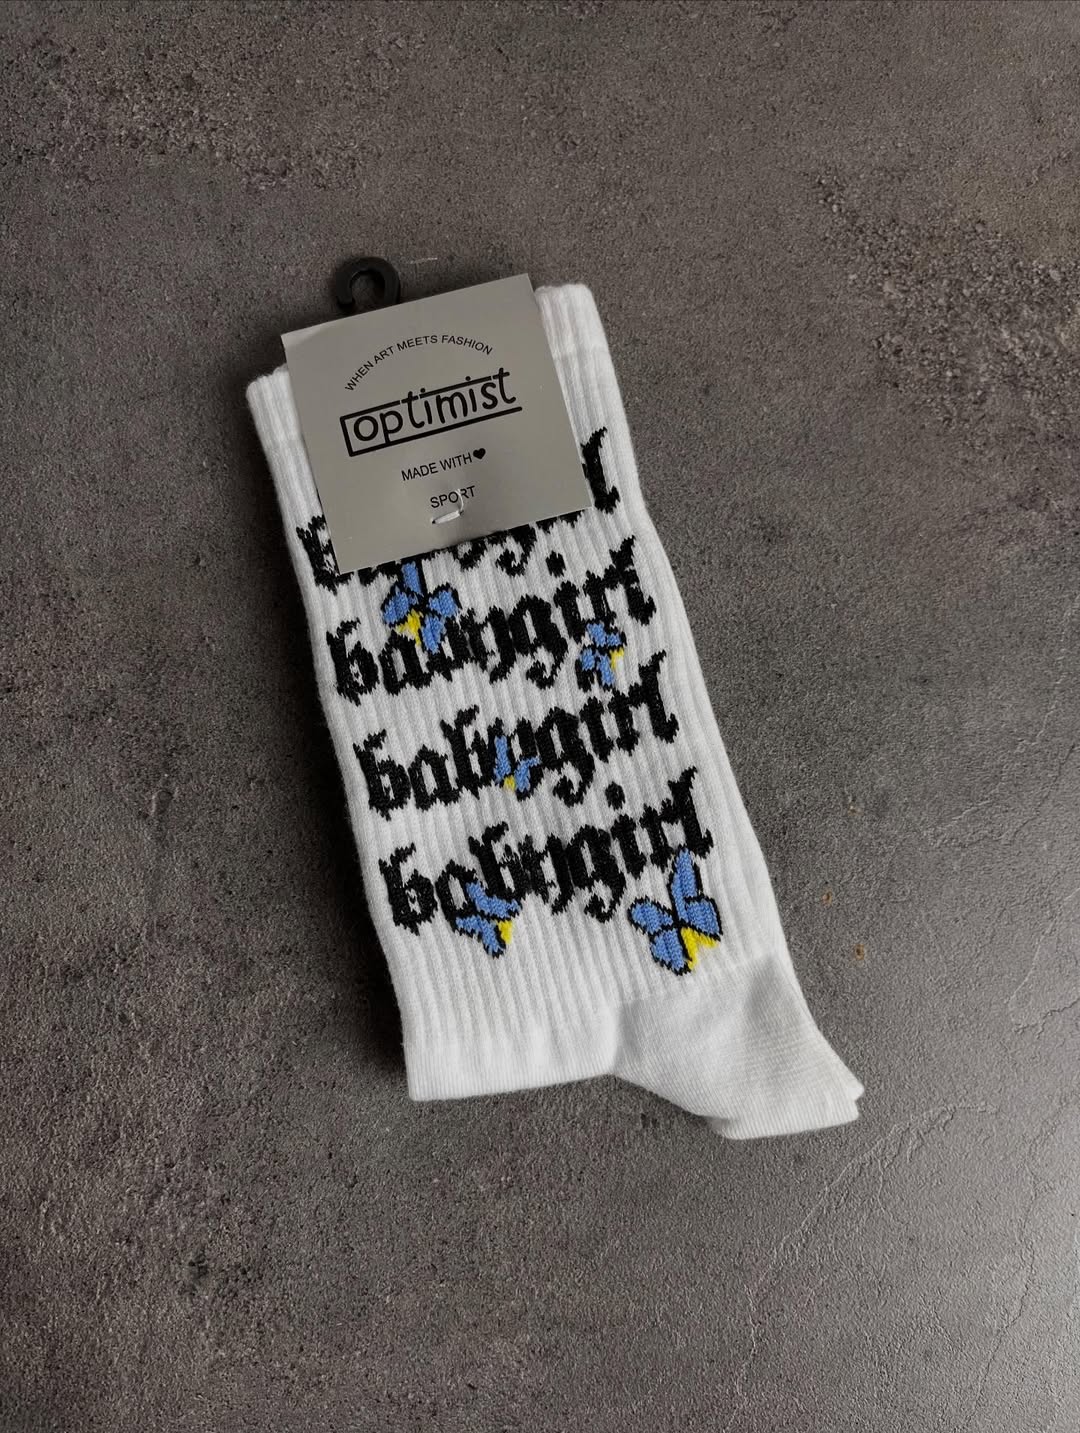 WHEN ART MEETS FASHION
optimist
MADE WITH ❤
SPORT
babygirl
babygirl
babygirl
babygirl